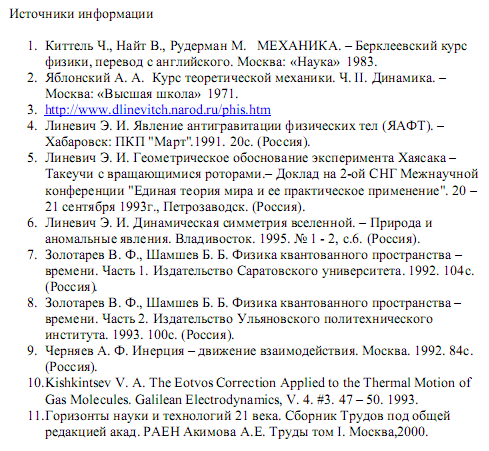 Источники информации
1. Киттель Ч., Найт В., Рудерман М. МЕХАНИКА. – Берклеевский курс
физики, перевод с английского. Москва: «Наука» 1983.
2. Яблонский А. А. Курс теоретической механики. Ч. II. Динамика. –
Москва: «Высшая школа» 1971.
3. http://www.dlinevitch.narod.ru/phis.htm
4. Линевич Э. И. Явление антигравитации физических тел (ЯАФТ). –
Хабаровск: ПКП "Март".1991. 20с. (Россия).
5. Линевич Э. И. Геометрическое обоснование эксперимента Хаясака –
Такеучи с вращающимися роторами.– Доклад на 2-ой СНГ Межнаучной
конференции "Единая теория мира и ее практическое применение". 20 –
21 сентября 1993г., Петрозаводск. (Россия).
6. Линевич Э. И. Динамическая симметрия вселенной. – Природа и
аномальные явления. Владивосток. 1995. № 1 - 2, с.6. (Россия).
7. Золотарев В. Ф., Шамшев Б. Б. Физика квантованного пространства –
времени. Часть 1. Издательство Саратовского университета. 1992. 104с.
(Россия).
8. Золотарев В. Ф., Шамшев Б. Б. Физика квантованного пространства –
времени. Часть 2. Издательство Ульяновского политехнического
института. 1993. 100с. (Россия).
9. Черняев А. Ф. Инерция – движение взаимодействия. Москва. 1992. 84с.
(Россия).
10.Kishkintsev V. A. The Eotvos Correction Applied to the Thermal Motion of
Gas Molecules. Galilean Electrodynamics, V. 4. #3. 47 – 50. 1993.
11.Горизонты науки и технологий 21 века. Сборник Трудов под общей
редакцией акад. РАЕН Акимова А.Е. Труды том I. Москва,2000.